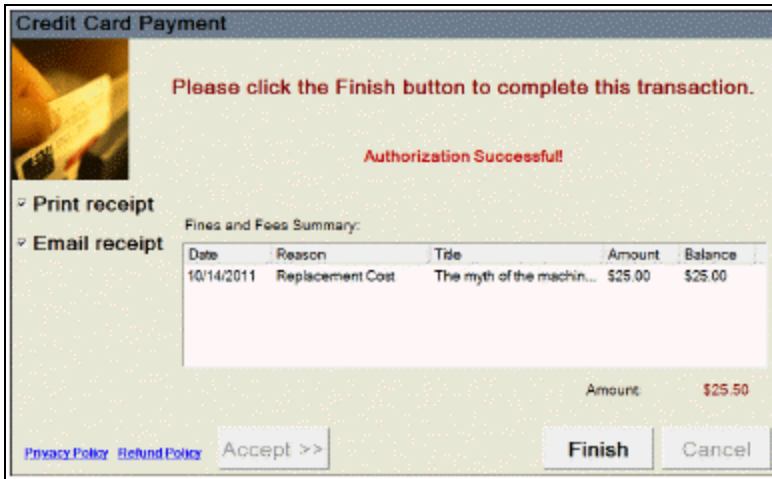 Credit Card Payment
Please click the Finish button to complete this transaction.
Authorization Successful!
Print receipt
Email receipt
Fines and Fees Summary:
Date Reason Title Amount Balance
10/14/2011 Replacement Cost The myth of the machin... $25.00 $25.00
Amount: $25.50
Privacy Policy Refund Policy Accept >> Finish Cancel